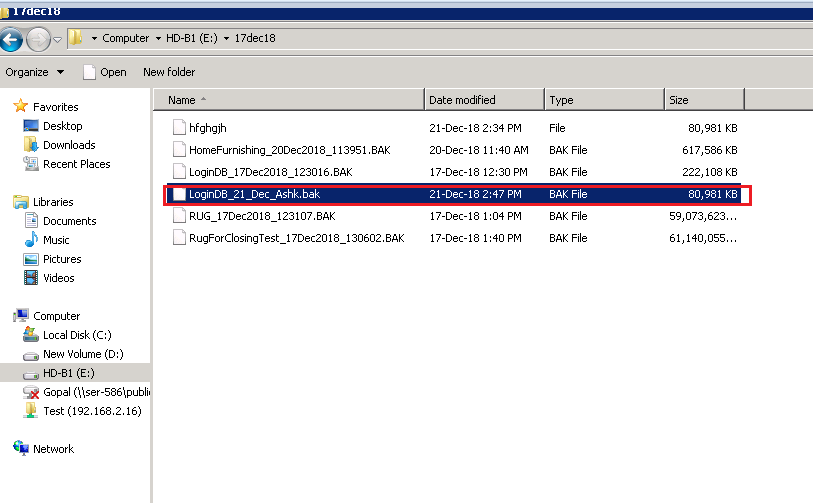 17dec18
Computer HD-B1 (E:) 17dec18
Organize Open New folder
Favorites
Desktop
Downloads
Recent Places
Libraries
Documents
Music
Pictures
Videos
Computer
Local Disk (C:)
New Volume (D:)
HD-B1 (E:)
Gopal (\\ser-586\public
Test (192.168.2.16)
Network
Name Date modified Type Size
hfghgjh 21-Dec-18 2:34 PM File 80,981 KB
HomeFurnishing_20Dec2018_113951.BAK 20-Dec-18 11:40 AM BAK File 617,586 KB
LoginDB_17Dec2018_123016.BAK 17-Dec-18 12:30 PM BAK File 222,108 KB
LoginDB_21_Dec_Ashk.bak 21-Dec-18 2:47 PM BAK File 80,981 KB
RUG_17Dec2018_123107.BAK 17-Dec-18 1:04 PM BAK File 59,073,623...
RugForClosingTest_17Dec2018_130602.BAK 17-Dec-18 1:40 PM BAK File 61,140,055...